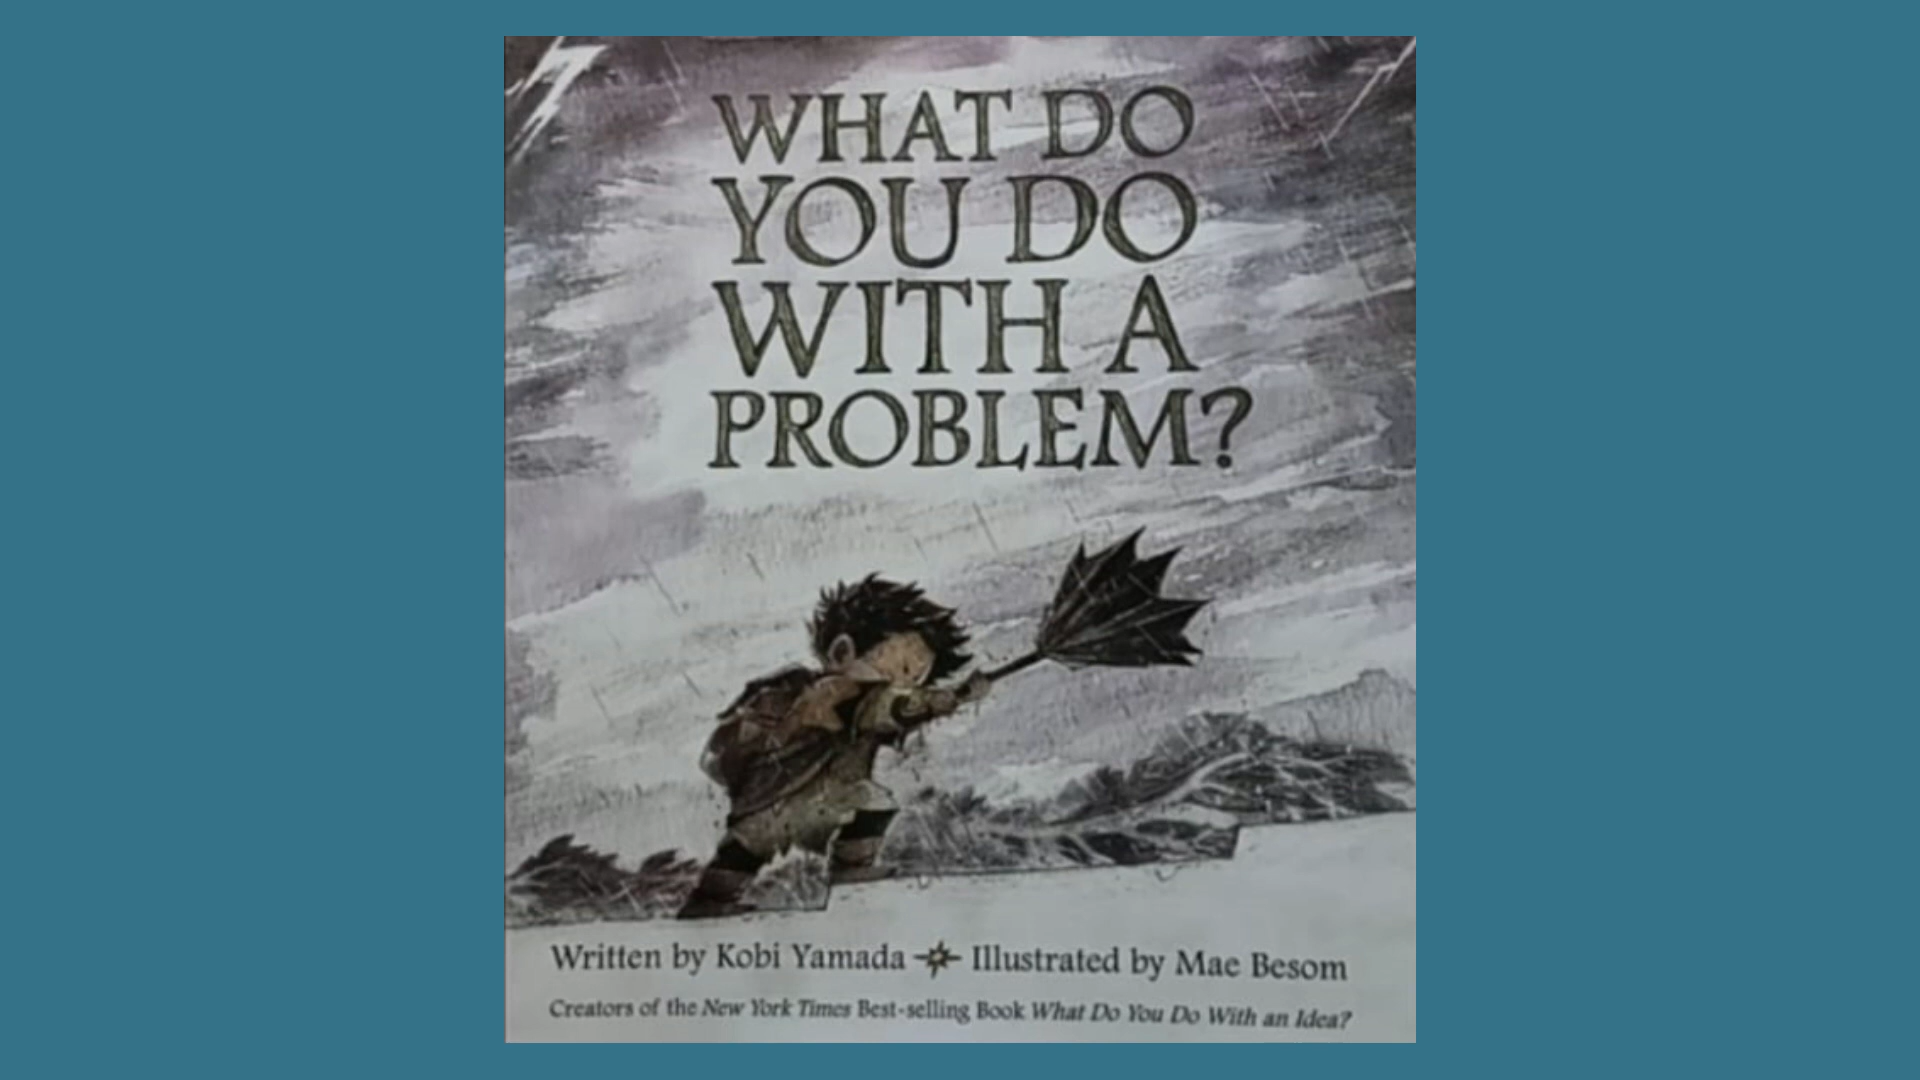 WHAT DO
YOU DO
WITH A
PROBLEM?
Written by Kobi Yamada Illustrated by Mae Besom
Creators of the New York Times Best-selling Book What Do You Do With an Idea?